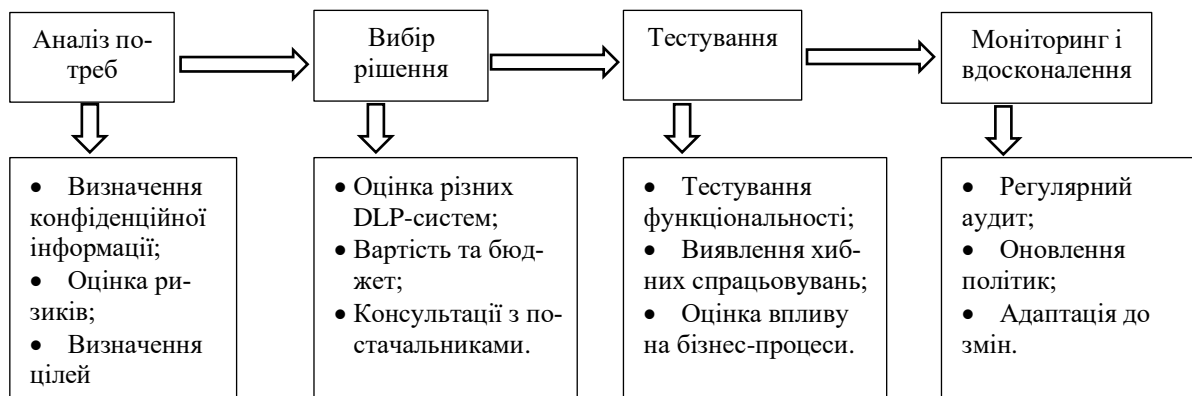 Аналіз по-
треб
Вибір
рішення
Тестування
Моніторинг і
вдосконалення
• Визначення
конфіденційної
інформації;
• Оцінка ри-
зиків;
• Визначення
цілей
• Оцінка різних
DLP-систем;
• Вартість та бюд-
жет;
• Консультації з по-
стачальниками.
• Тестування
функціональності;
• Виявлення хиб-
них спрацьовувань;
• Оцінка впливу
на бізнес-процеси.
• Регулярний
аудит;
• Оновлення
політик;
• Адаптація до
змін.